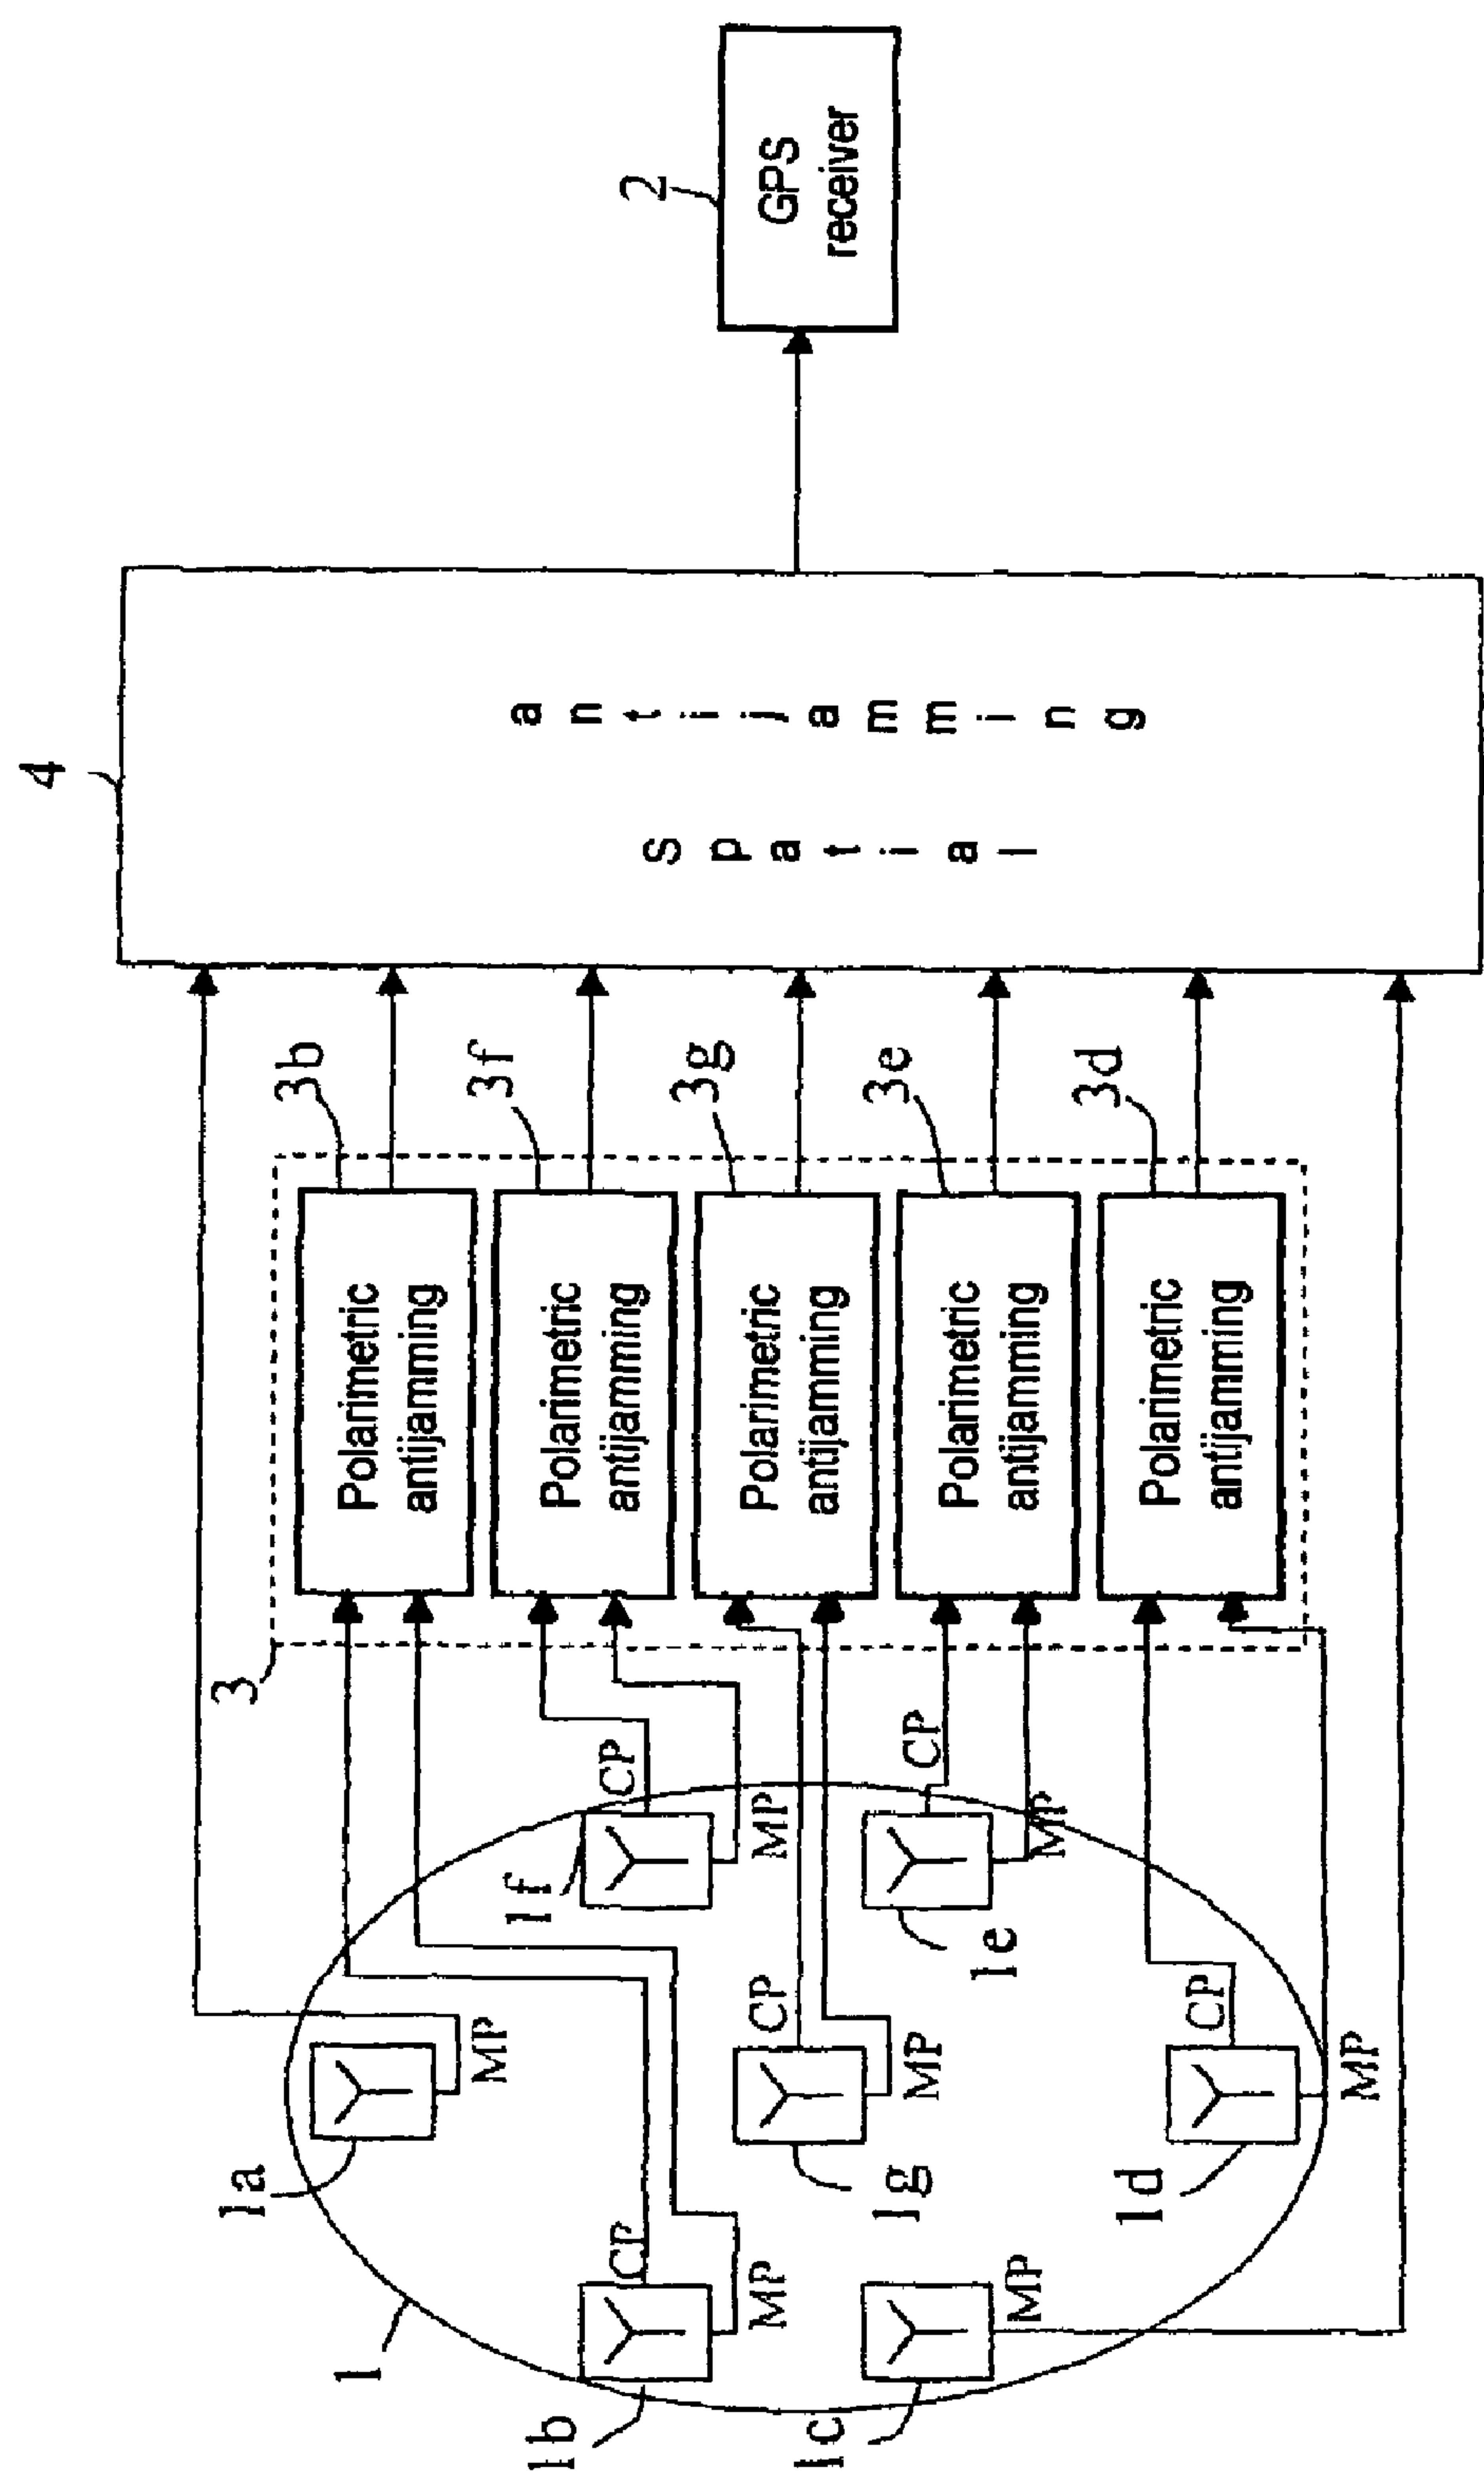 1
1a
MP
1b
CP
MP
1c
MP
1g
CP
MP
1d
CP
MP
1f
CP
MP
1e
CP
MP
3
Polarimetric
antijamming
3b
Polarimetric
antijamming
3f
Polarimetric
antijamming
3g
Polarimetric
antijamming
3e
Polarimetric
antijamming
3d
4
spatial
antijamming
2
GPS
receiver